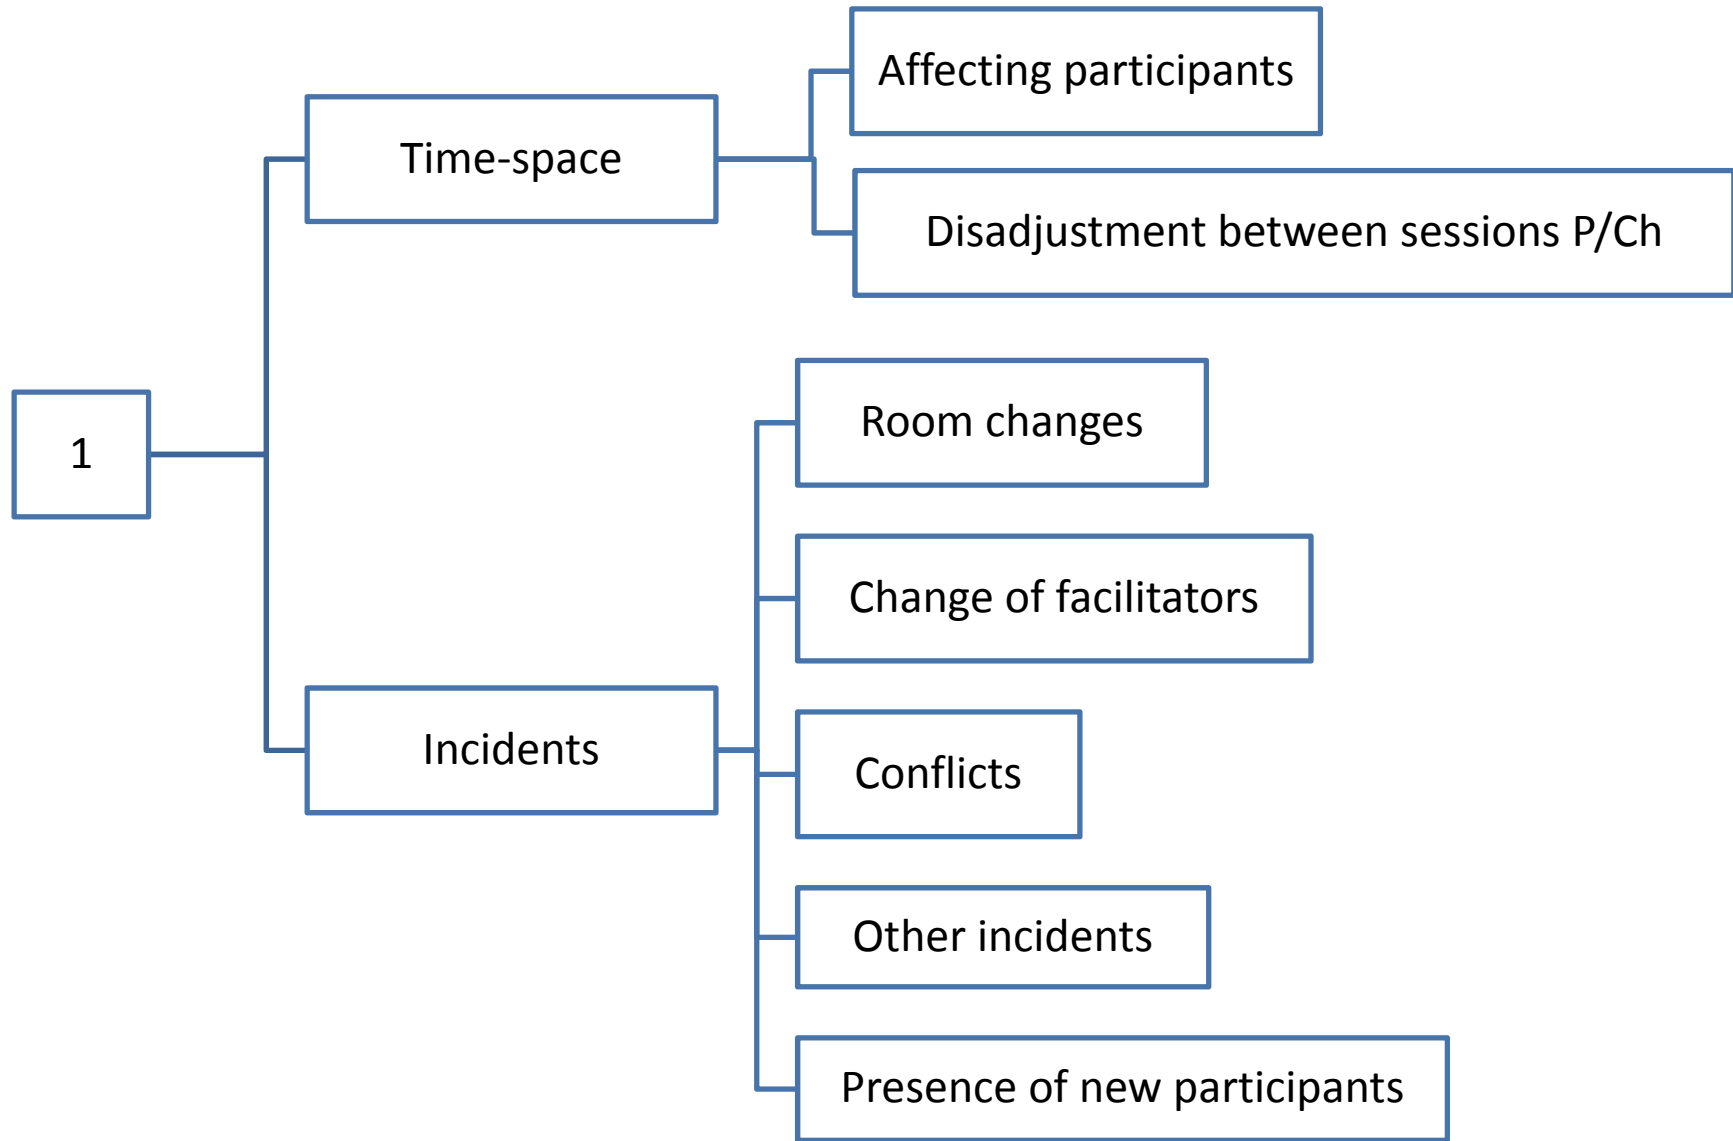 1
Time-space
Affecting participants
Disadjustment between sessions P/Ch
Incidents
Room changes
Change of facilitators
Conflicts
Other incidents
Presence of new participants